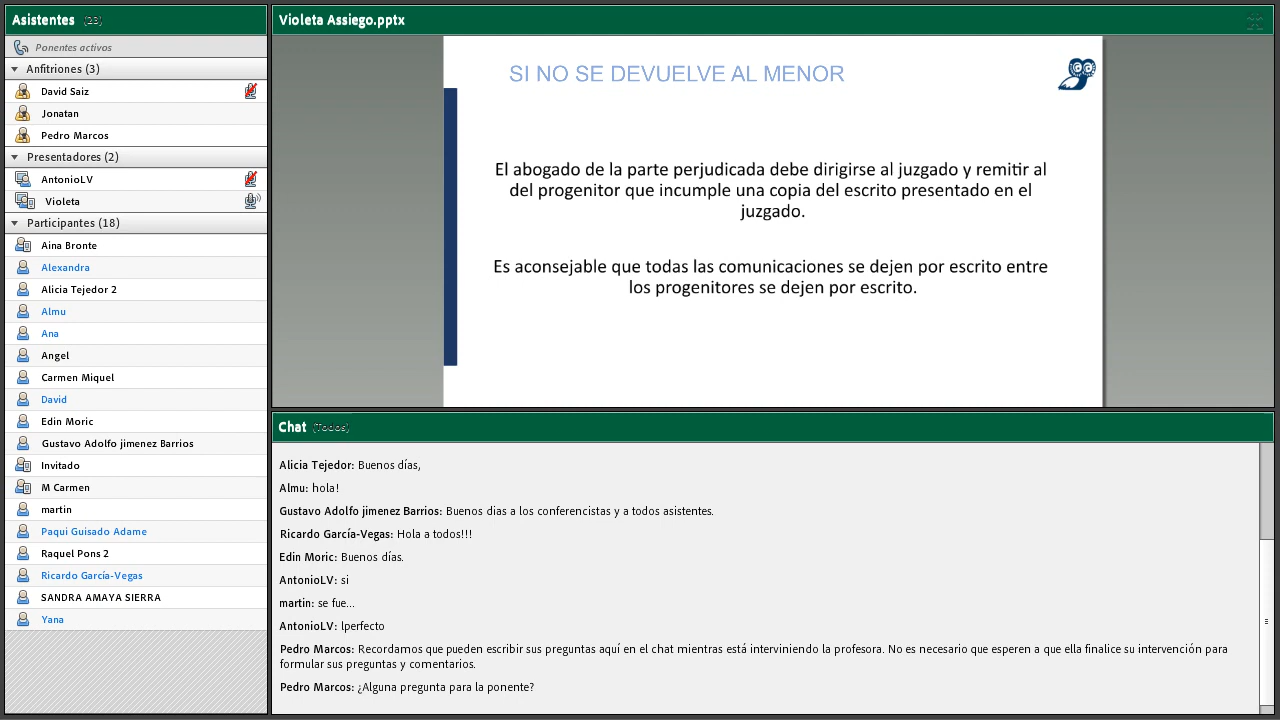 Asistentes (23)
Ponentes activos
Anfitriones (3)
David Saiz
Jonatan
Pedro Marcos
Presentadores (2)
AntonioLV
Violeta
Participantes (18)
Aina Bronte
Alexandra
Alicia Tejedor 2
Almu
Ana
Angel
Carmen Miquel
David
Edin Moric
Gustavo Adolfo jimenez Barrios
Invitado
M Carmen
martin
Paqui Guisado Adame
Raquel Pons 2
Ricardo García-Vegas
SANDRA AMAYA SIERRA
Yana
Violeta Assiego.pptx
SI NO SE DEVUELVE AL MENOR
El abogado de la parte perjudicada debe dirigirse al juzgado y remitir al
del progenitor que incumple una copia del escrito presentado en el
juzgado.
Es aconsejable que todas las comunicaciones se dejen por escrito entre
los progenitores se dejen por escrito.
Chat (Todos)
Alicia Tejedor: Buenos días,
Almu: hola!
Gustavo Adolfo jimenez Barrios: Buenos dias a los conferencistas y a todos asistentes.
Ricardo García-Vegas: Hola a todos!!!
Edin Moric: Buenos días.
AntonioLV: si
martin: se fue...
AntonioLV: lperfecto
Pedro Marcos: Recordamos que pueden escribir sus preguntas aquí en el chat mientras está interviniendo la profesora. No es necesario que esperen a que ella finalice su intervención para
formular sus preguntas y comentarios.
Pedro Marcos: ¿Alguna pregunta para la ponente?